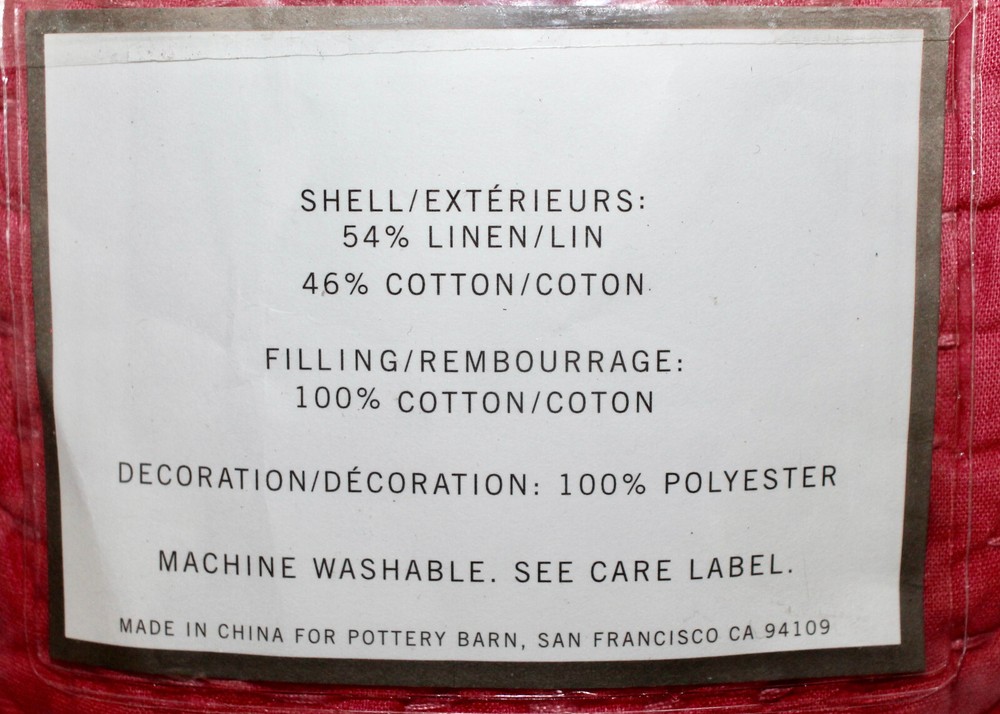 SHELL/EXTÉRIEURS:
54% LINEN/LIN
46% COTTON/COTON
FILLING/REMBOURRAGE:
100% COTTON/COTON
DECORATION/DÉCORATION: 100% POLYESTER
MACHINE WASHABLE. SEE CARE LABEL.
MADE IN CHINA FOR POTTERY BARN, SAN FRANCISCO CA 94109